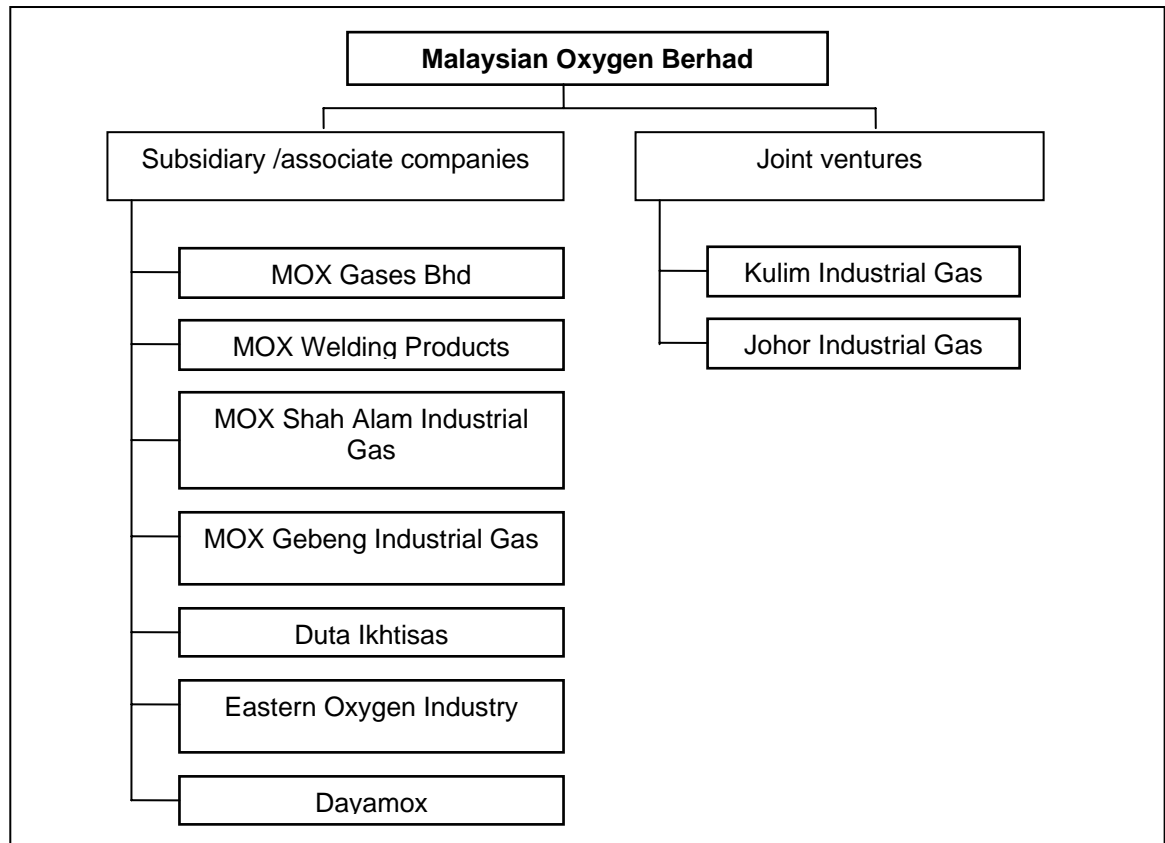 Malaysian Oxygen Berhad
Subsidiary /associate companies
Joint ventures
MOX Gases Bhd
MOX Welding Products
MOX Shah Alam Industrial
Gas
MOX Gebeng Industrial Gas
Duta Ikhtisas
Eastern Oxygen Industry
Dayamox
Kulim Industrial Gas
Johor Industrial Gas